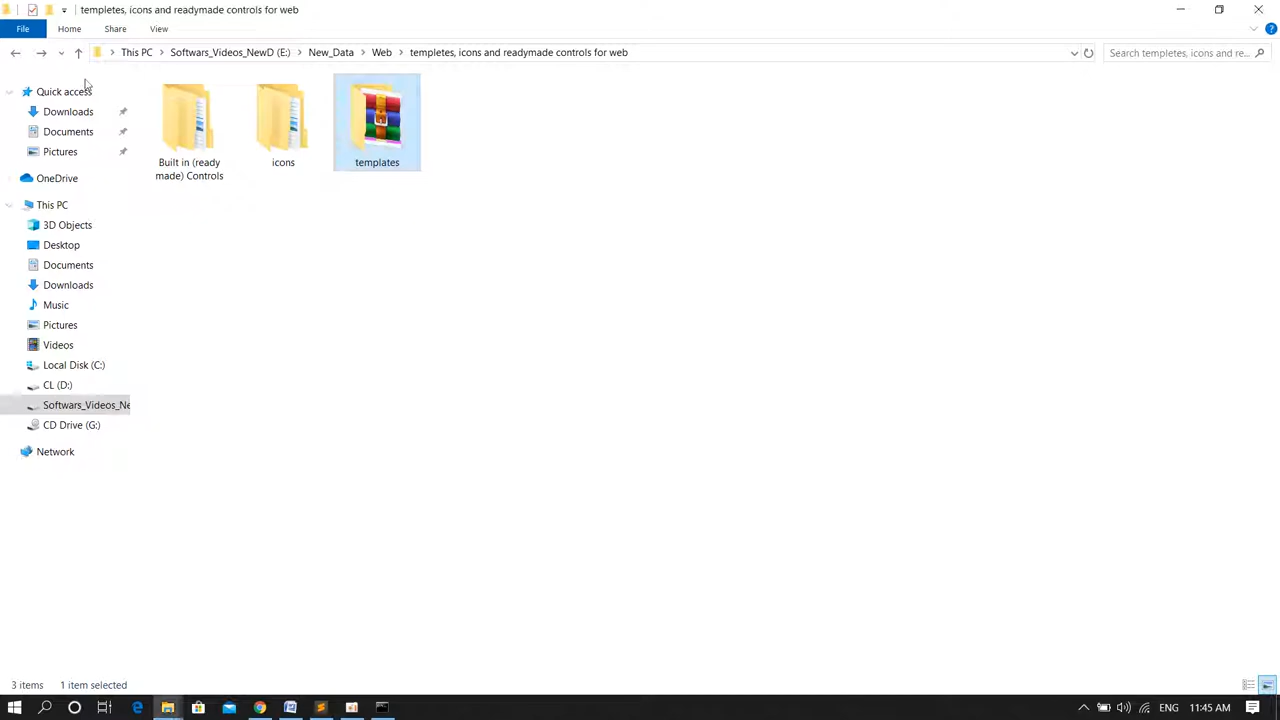 templetes, icons and readymade controls for web
File Home Share View
This PC Softwars_Videos_NewD (E:) New_Data Web templetes, icons and readymade controls for web
Search templetes, icons and re...
Quick access
Downloads
Documents
Pictures
OneDrive
This PC
3D Objects
Desktop
Documents
Downloads
Music
Pictures
Videos
Local Disk (C:)
CL (D:)
Softwars_Videos_Ne
CD Drive (G:)
Network
Built in (ready
made) Controls
icons
templates
3 items 1 item selected
ENG 11:45 AM